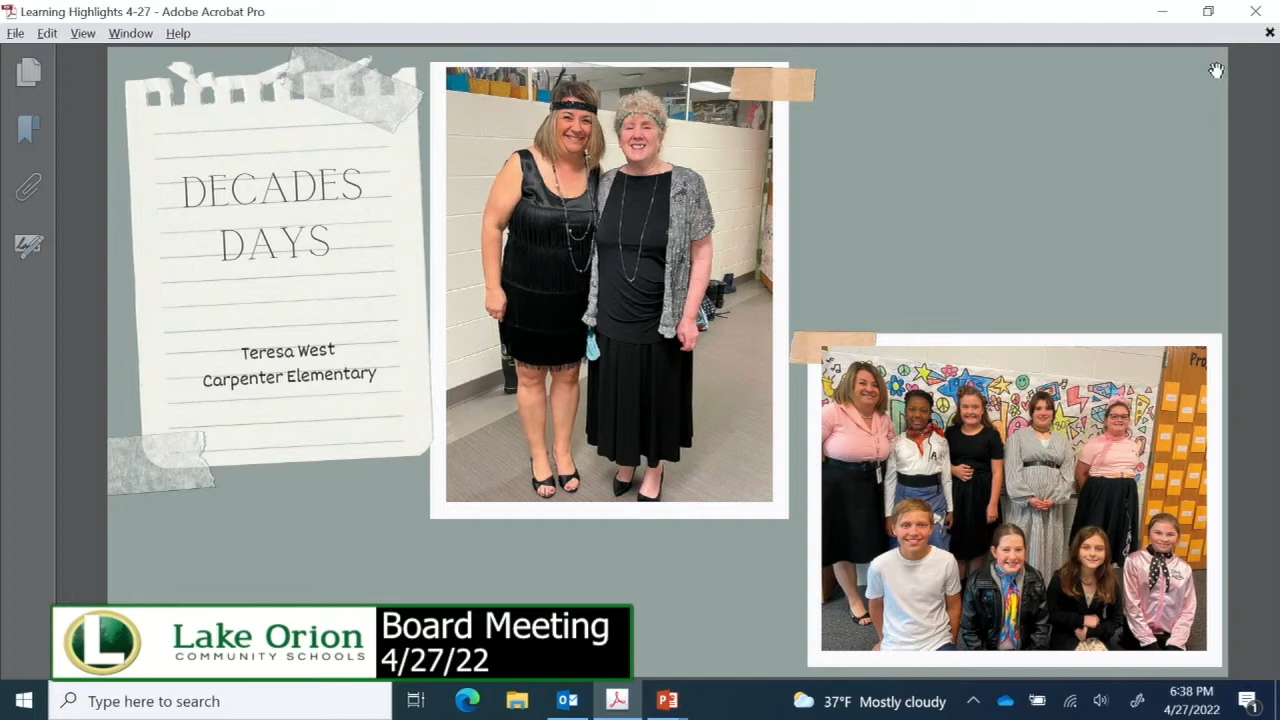 Learning Highlights 4-27 - Adobe Acrobat Pro
File Edit View Window Help
DECADES
DAYS
Teresa West
Carpenter Elementary
L
Lake Orion
COMMUNITY SCHOOLS
Board Meeting
4/27/22
Type here to search
37°F Mostly cloudy
6:38 PM
4/27/2022
1